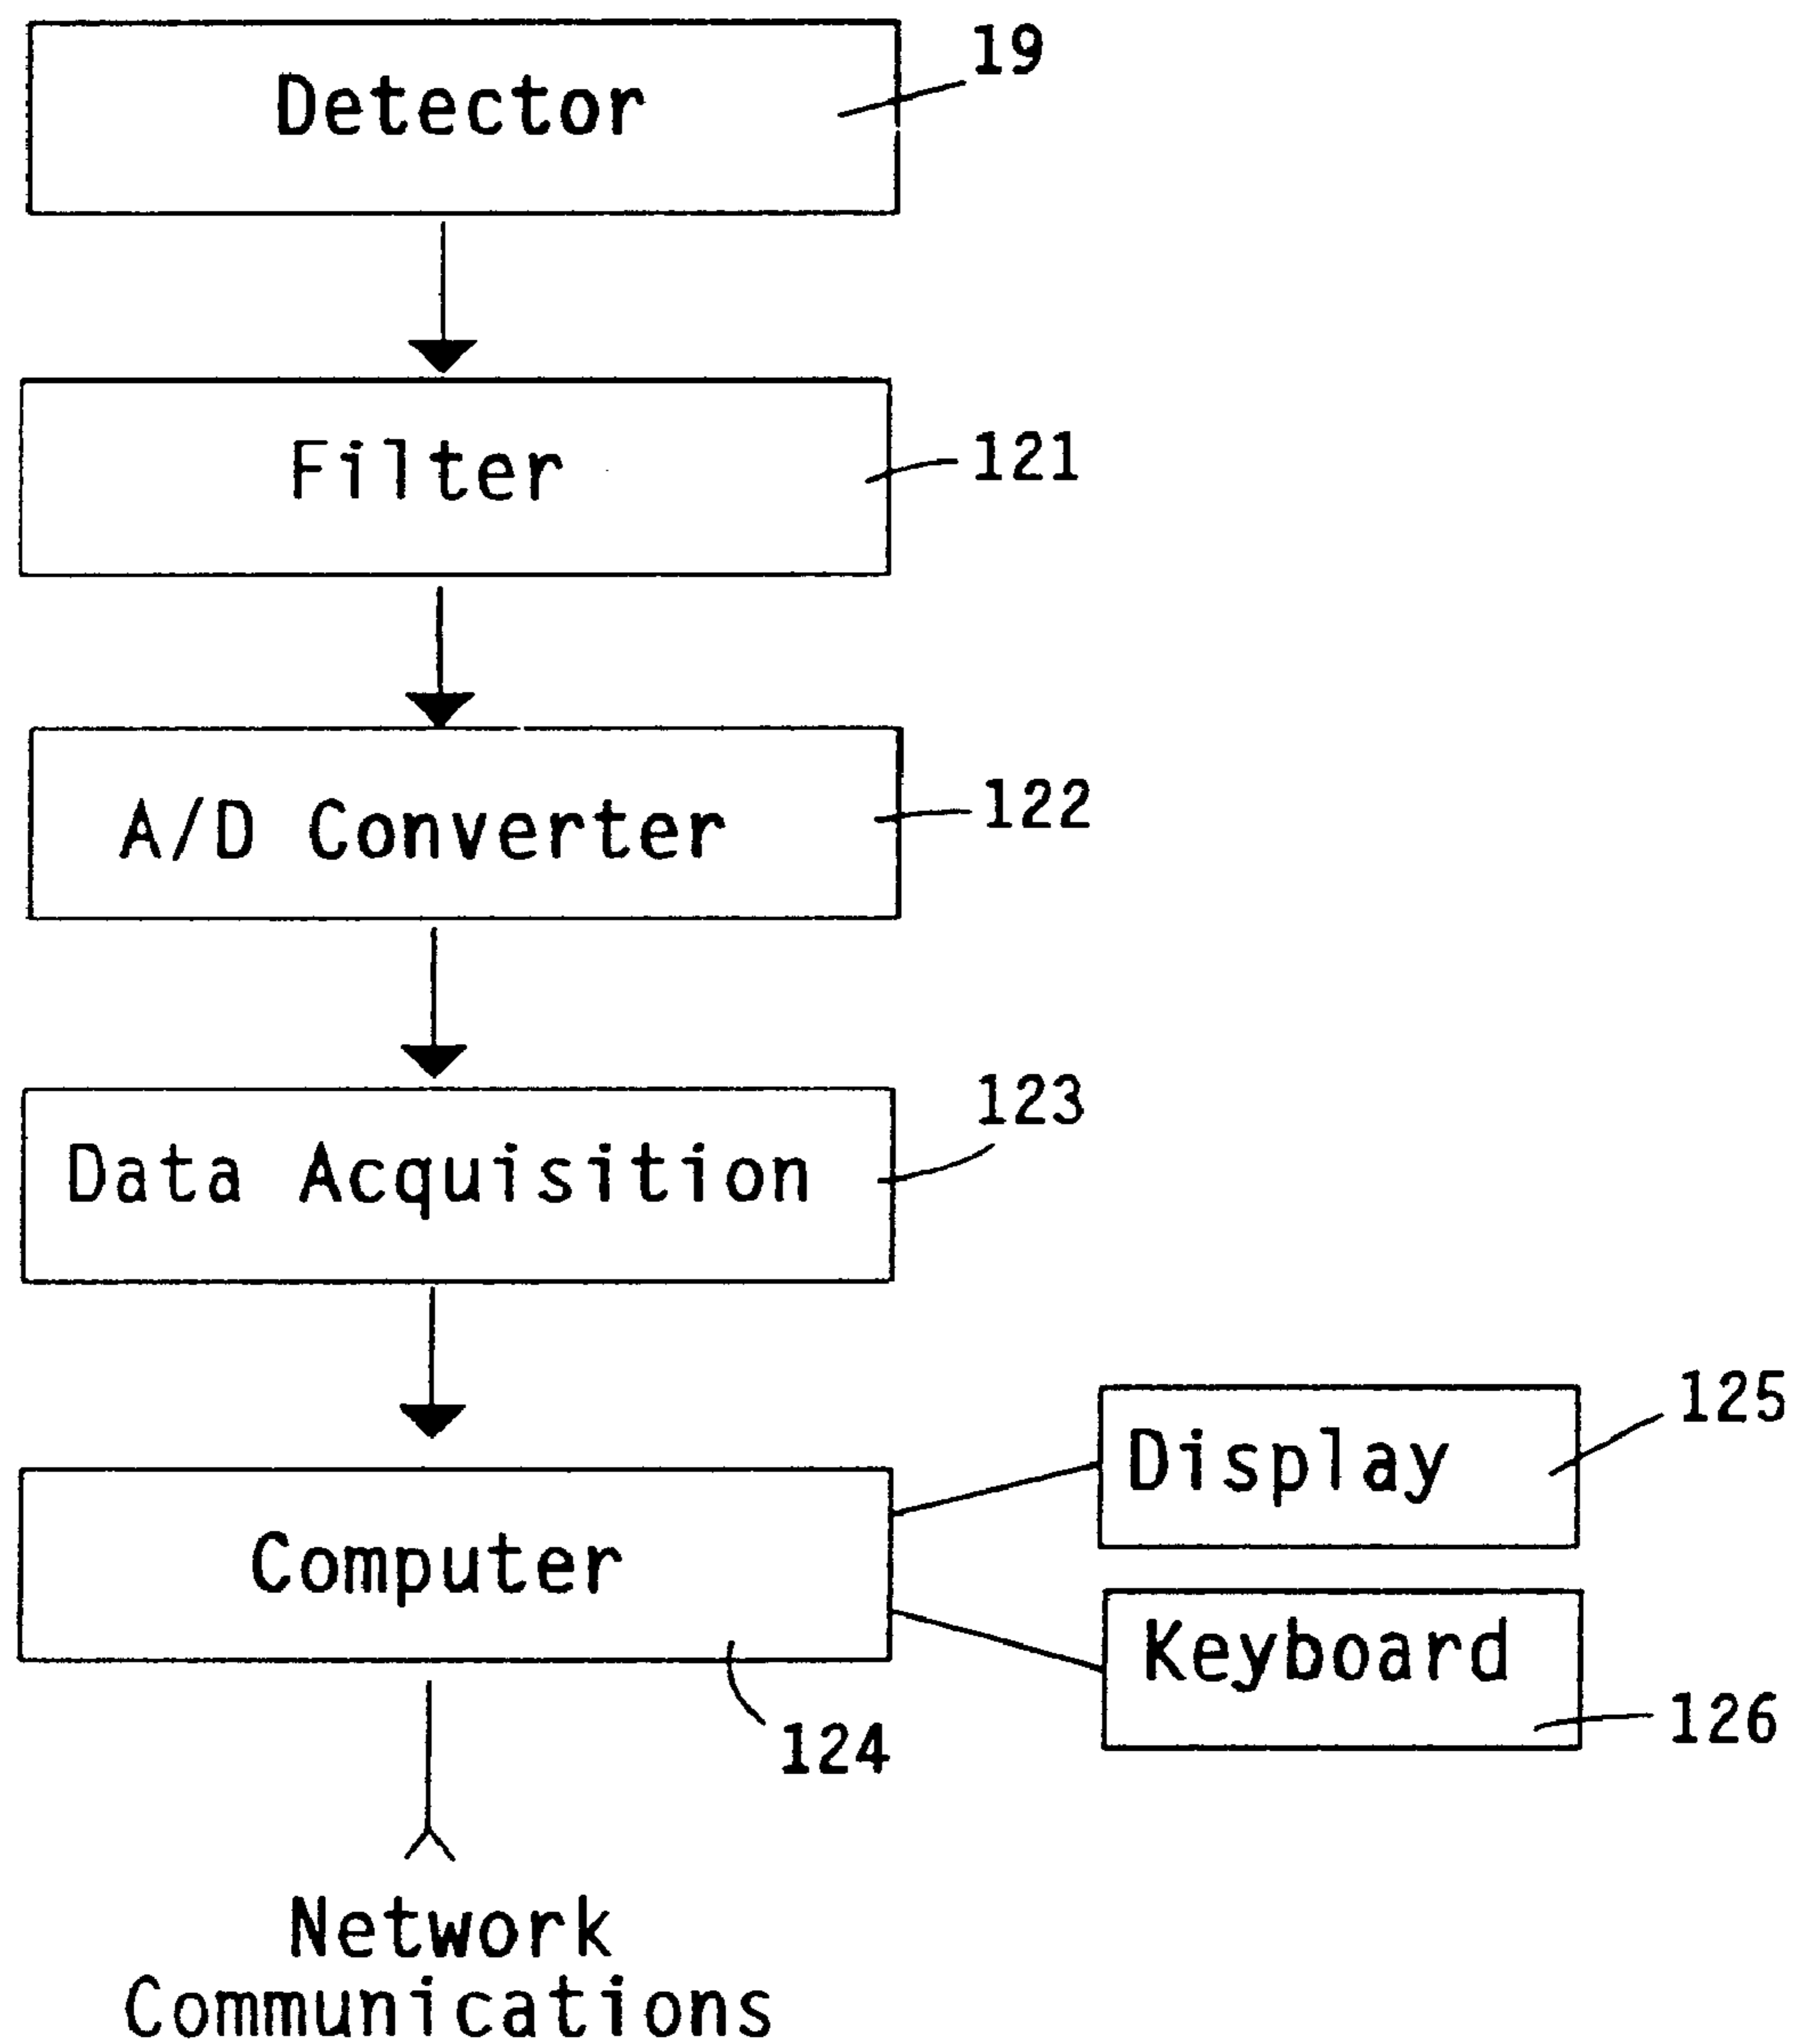 Detector
19
Filter
121
A/D Converter
122
Data Acquisition
123
Display
125
Computer
124
Keyboard
126
Network
Communications